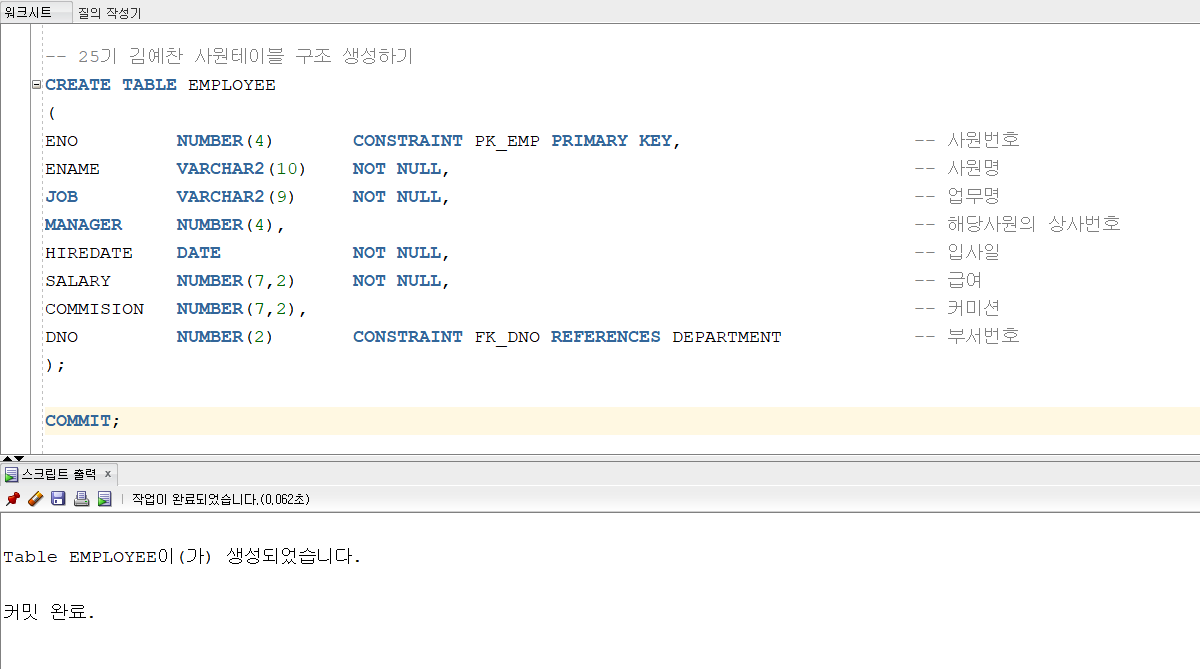 워크시트 질의 작성기
-- 25기 김예찬 사원테이블 구조 생성하기
CREATE TABLE EMPLOYEE
(
ENO NUMBER(4) CONSTRAINT PK_EMP PRIMARY KEY, -- 사원번호
ENAME VARCHAR2(10) NOT NULL, -- 사원명
JOB VARCHAR2(9) NOT NULL, -- 업무명
MANAGER NUMBER(4), -- 해당사원의 상사번호
HIREDATE DATE NOT NULL, -- 입사일
SALARY NUMBER(7,2) NOT NULL, -- 급여
COMMISION NUMBER(7,2), -- 커미션
DNO NUMBER(2) CONSTRAINT FK_DNO REFERENCES DEPARTMENT -- 부서번호
);
COMMIT;
스크립트 출력 x
작업이 완료되었습니다.(0,062초)
Table EMPLOYEE이(가) 생성되었습니다.
커밋 완료.